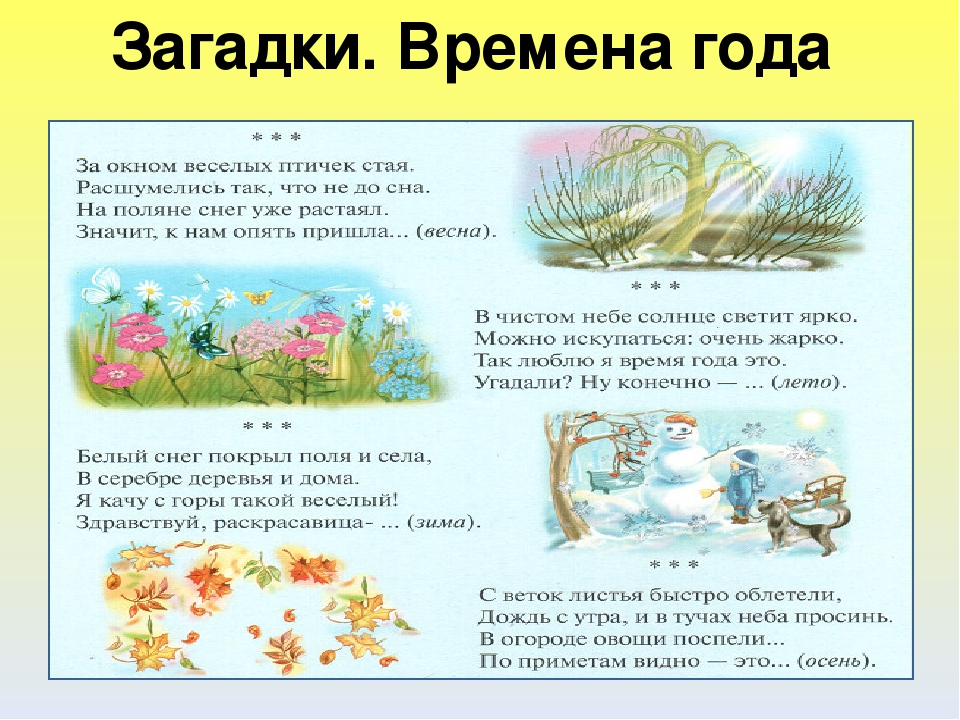 Загадки. Времена года
* * *
За окном веселых птичек стая.
Расшумелись так, что не до сна.
На поляне снег уже растаял.
Значит, к нам опять пришла... (весна).
* * *
В чистом небе солнце светит ярко.
Можно искупаться: очень жарко.
Так люблю я время года это.
Угадали? Ну конечно — ... (лето).
* * *
Белый снег покрыл поля и села,
В серебре деревья и дома.
Я качу с горы такой веселый!
Здравствуй, раскрасавица- ... (зима).
* * *
С веток листья быстро облетели,
Дождь с утра, и в тучах неба просинь.
В огороде овощи поспели...
По приметам видно — это... (осень).